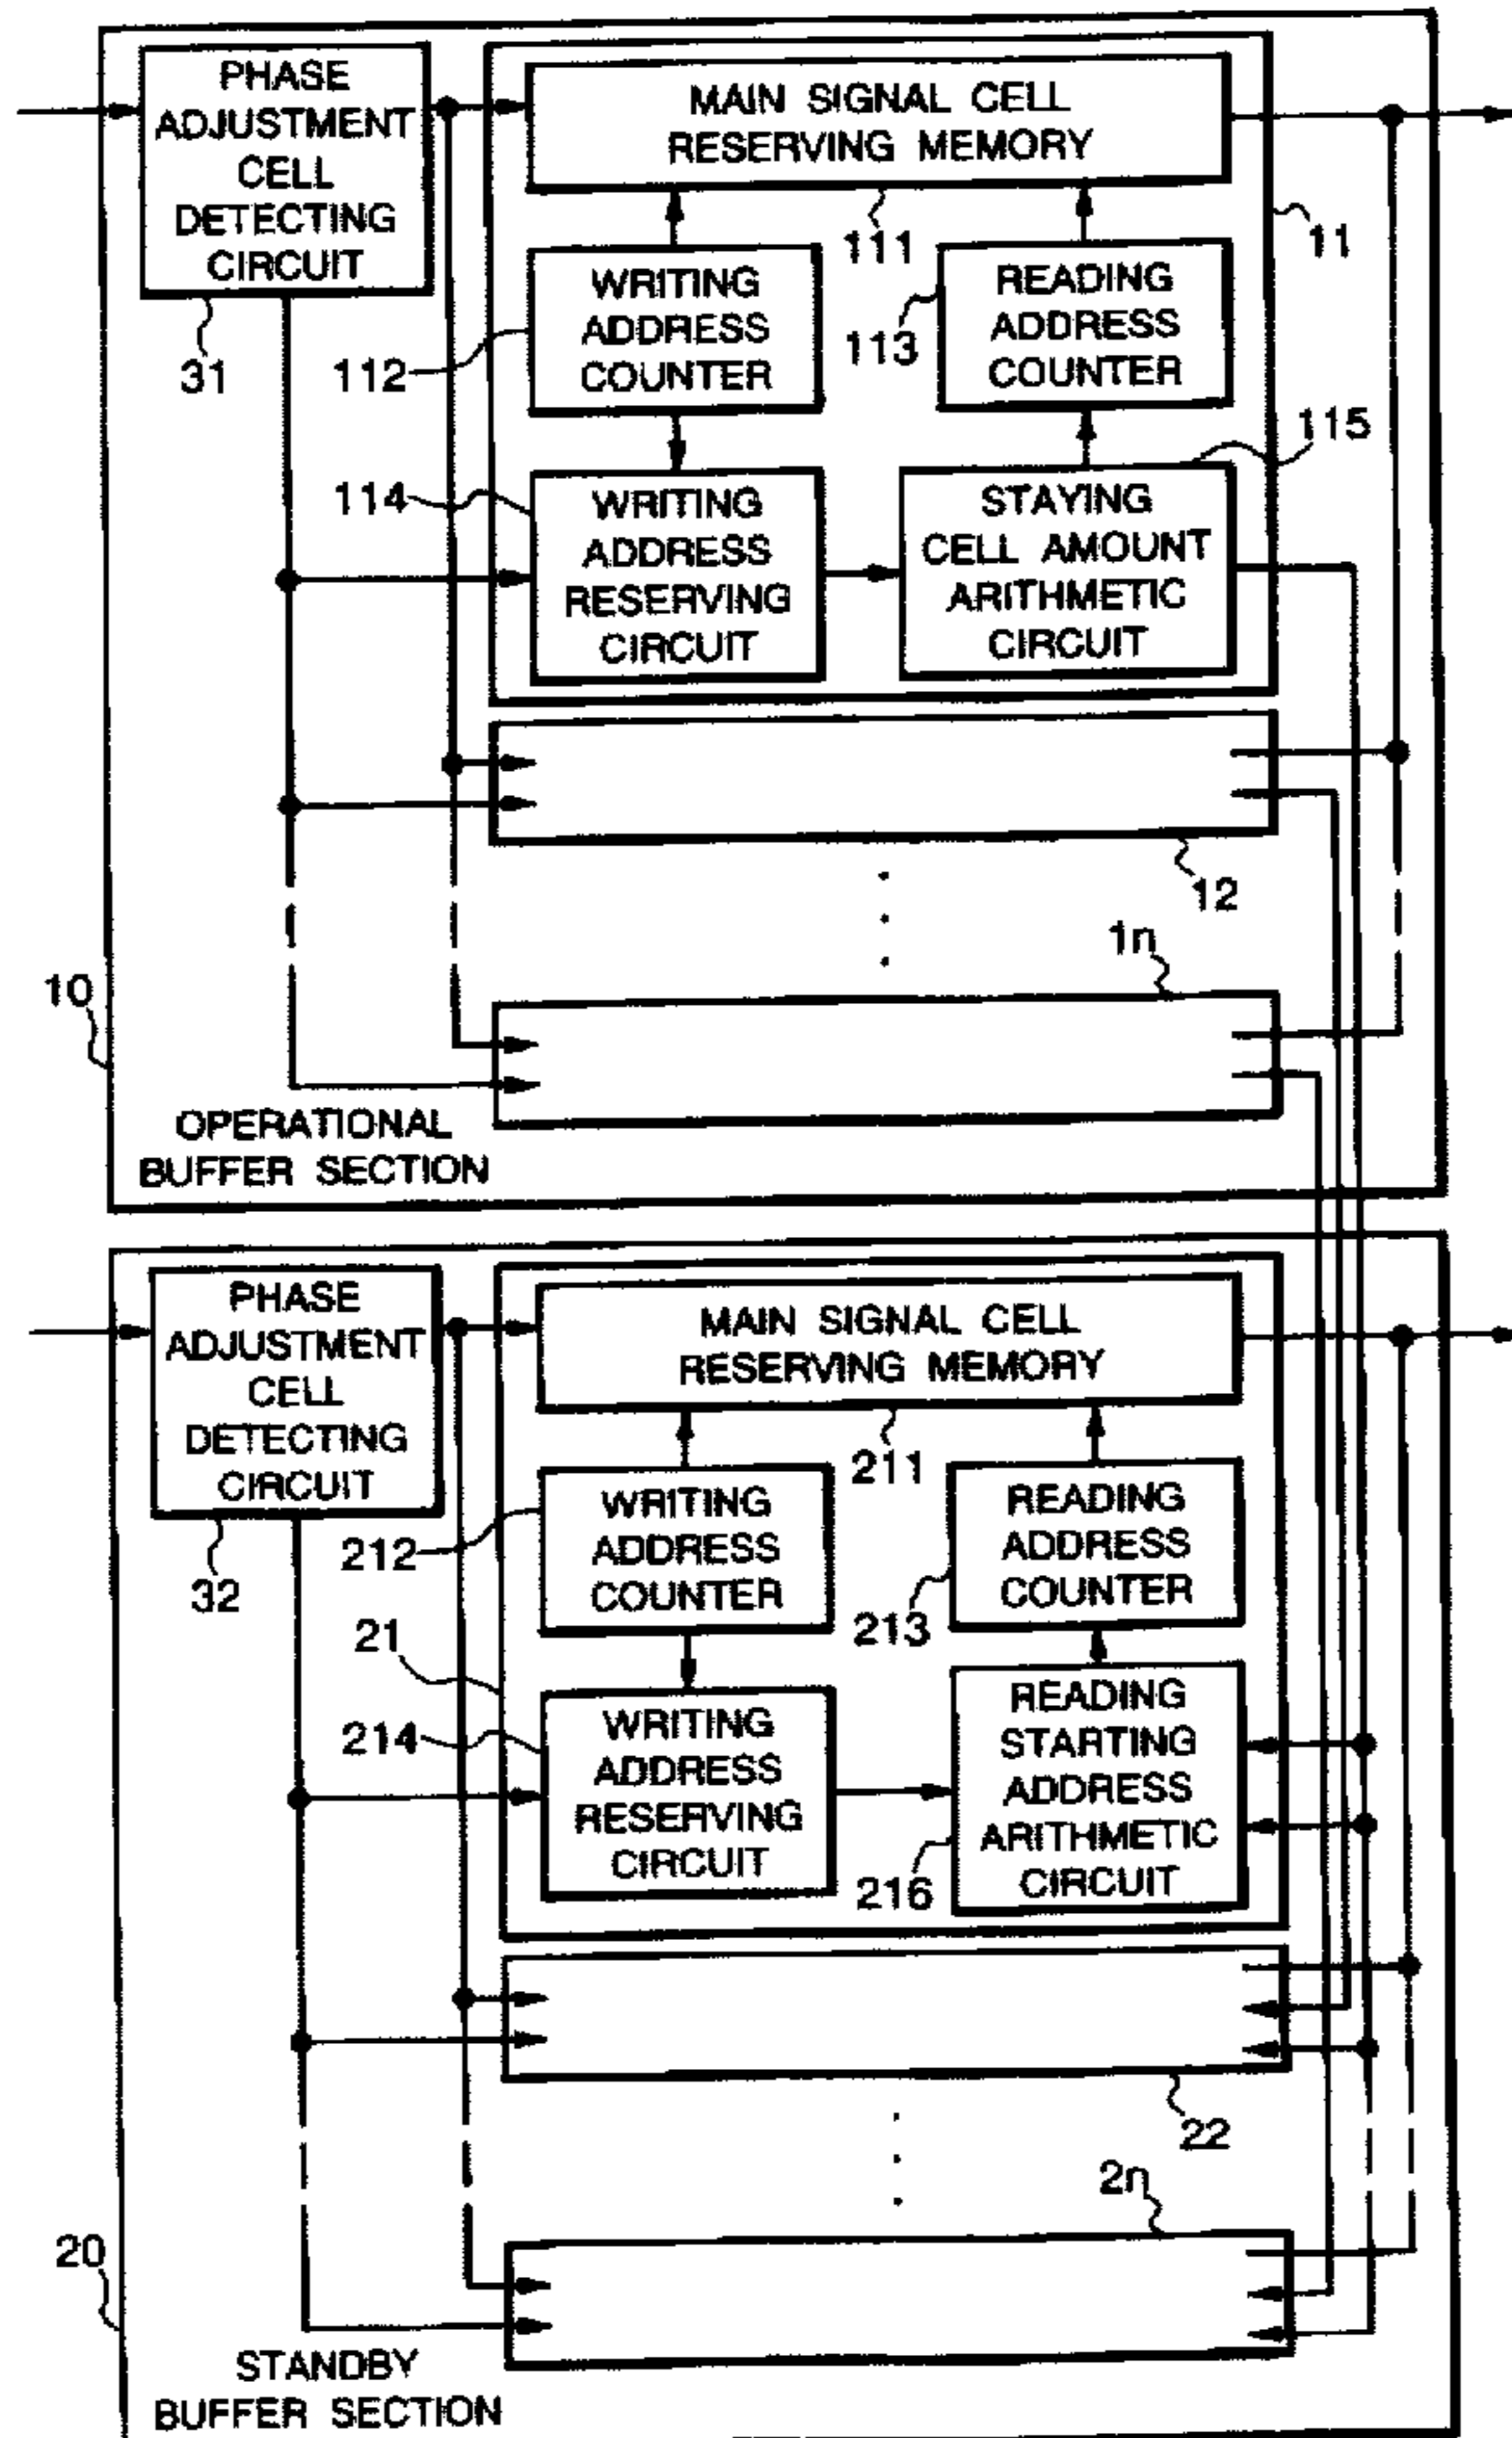 PHASE
ADJUSTMENT
CELL
DETECTING
CIRCUIT
31
MAIN SIGNAL CELL
RESERVING MEMORY
111
11
WRITING
ADDRESS
COUNTER
112
READING
ADDRESS
COUNTER
113
115
114
WRITING
ADDRESS
RESERVING
CIRCUIT
STAYING
CELL AMOUNT
ARITHMETIC
CIRCUIT
12
1n
10
OPERATIONAL
BUFFER SECTION
PHASE
ADJUSTMENT
CELL
DETECTING
CIRCUIT
32
MAIN SIGNAL CELL
RESERVING MEMORY
211
WRITING
ADDRESS
COUNTER
212
READING
ADDRESS
COUNTER
213
21
214
WRITING
ADDRESS
RESERVING
CIRCUIT
READING
STARTING
ADDRESS
ARITHMETIC
CIRCUIT
216
22
2n
20
STANDBY
BUFFER SECTION